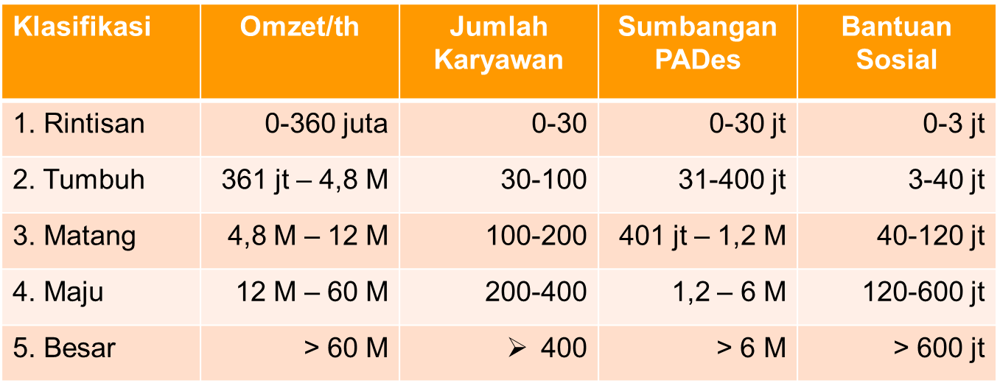 Klasifikasi Omzet/th Jumlah Karyawan Sumbangan PADes Bantuan Sosial
1. Rintisan 0-360 juta 0-30 0-30 jt 0-3 jt
2. Tumbuh 361 jt – 4,8 M 30-100 31-400 jt 3-40 jt
3. Matang 4,8 M – 12 M 100-200 401 jt – 1,2 M 40-120 jt
4. Maju 12 M – 60 M 200-400 1,2 – 6 M 120-600 jt
5. Besar > 60 M ➢ 400 > 6 M > 600 jt